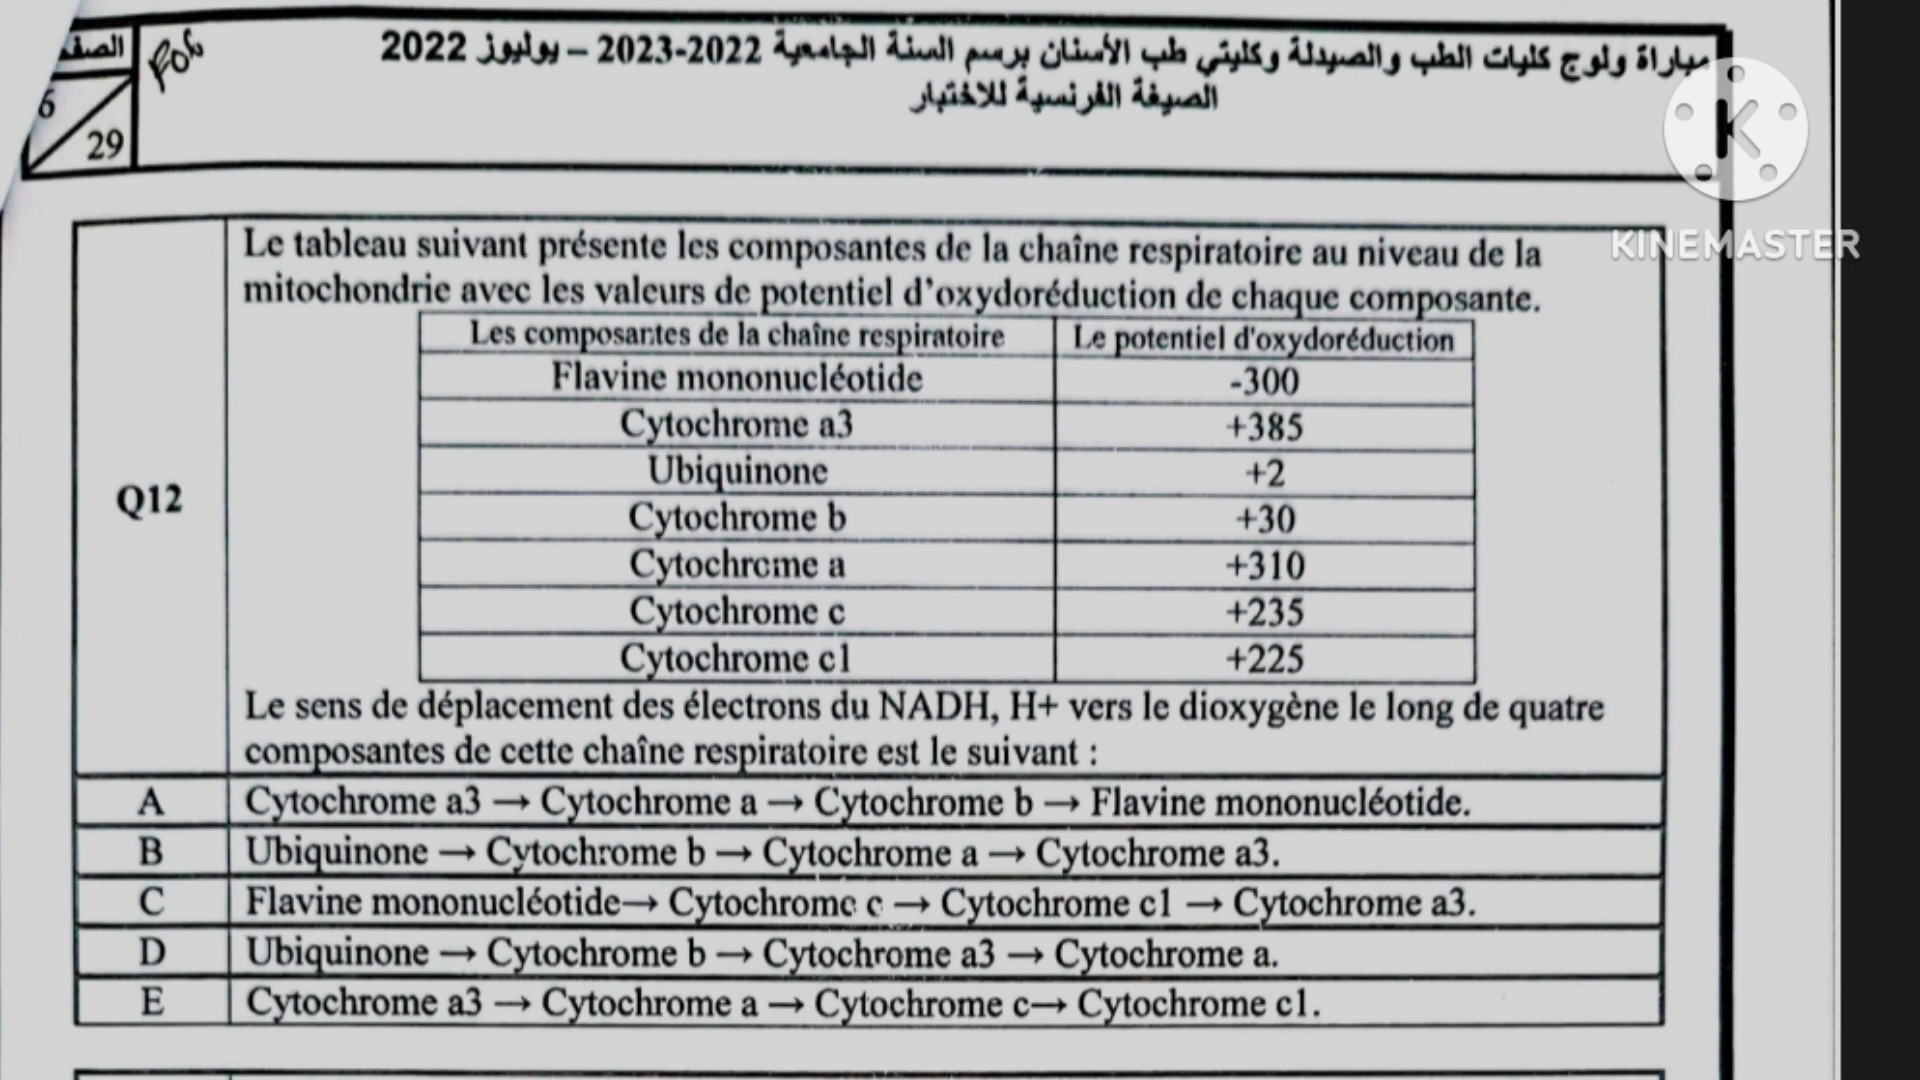 مباراة ولوج كليات الطب والصيدلة وكليتي طب الأسنان برسم السنة الجامعية 2022-2023 – يوليوز 2022
الصيغة الفرنسية للاختبار
6
29
KINEMASTER
Q12
Le tableau suivant présente les composantes de la chaîne respiratoire au niveau de la
mitochondrie avec les valeurs de potentiel d'oxydoréduction de chaque composante.
Les composantes de la chaîne respiratoire Le potentiel d'oxydoréduction
Flavine mononucléotide -300
Cytochrome a3 +385
Ubiquinone +2
Cytochrome b +30
Cytochrome a +310
Cytochrome c +235
Cytochrome c1 +225
Le sens de déplacement des électrons du NADH, H+ vers le dioxygène le long de quatre
composantes de cette chaîne respiratoire est le suivant :
A Cytochrome a3 → Cytochrome a → Cytochrome b → Flavine mononucléotide.
B Ubiquinone → Cytochrome b → Cytochrome a → Cytochrome a3.
C Flavine mononucléotide→ Cytochrome c → Cytochrome c1 → Cytochrome a3.
D Ubiquinone → Cytochrome b → Cytochrome a3 → Cytochrome a.
E Cytochrome a3 → Cytochrome a → Cytochrome c→ Cytochrome c1.